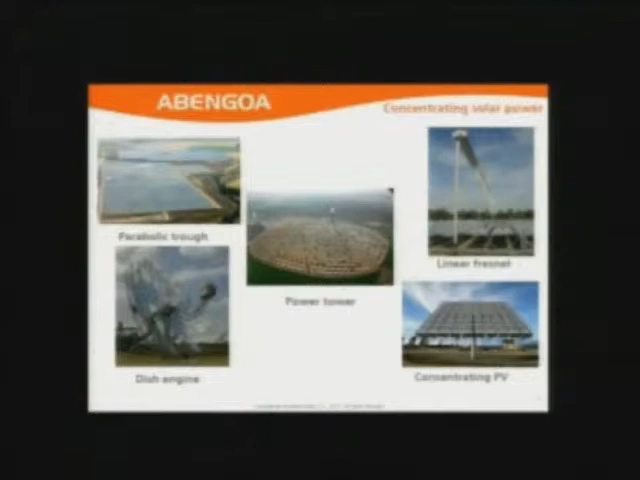 ABENGOA
Concentrating solar power
Parabolic trough
Linear fresnel
Power tower
Dish engine
Concentrating PV